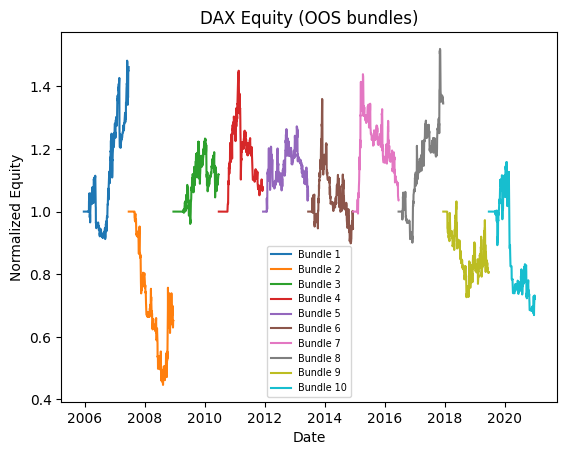 DAX Equity (OOS bundles)
Normalized Equity
1.4
1.2
1.0
0.8
0.6
0.4
Bundle 1
Bundle 2
Bundle 3
Bundle 4
Bundle 5
Bundle 6
Bundle 7
Bundle 8
Bundle 9
Bundle 10
2006 2008 2010 2012 2014 2016 2018 2020
Date